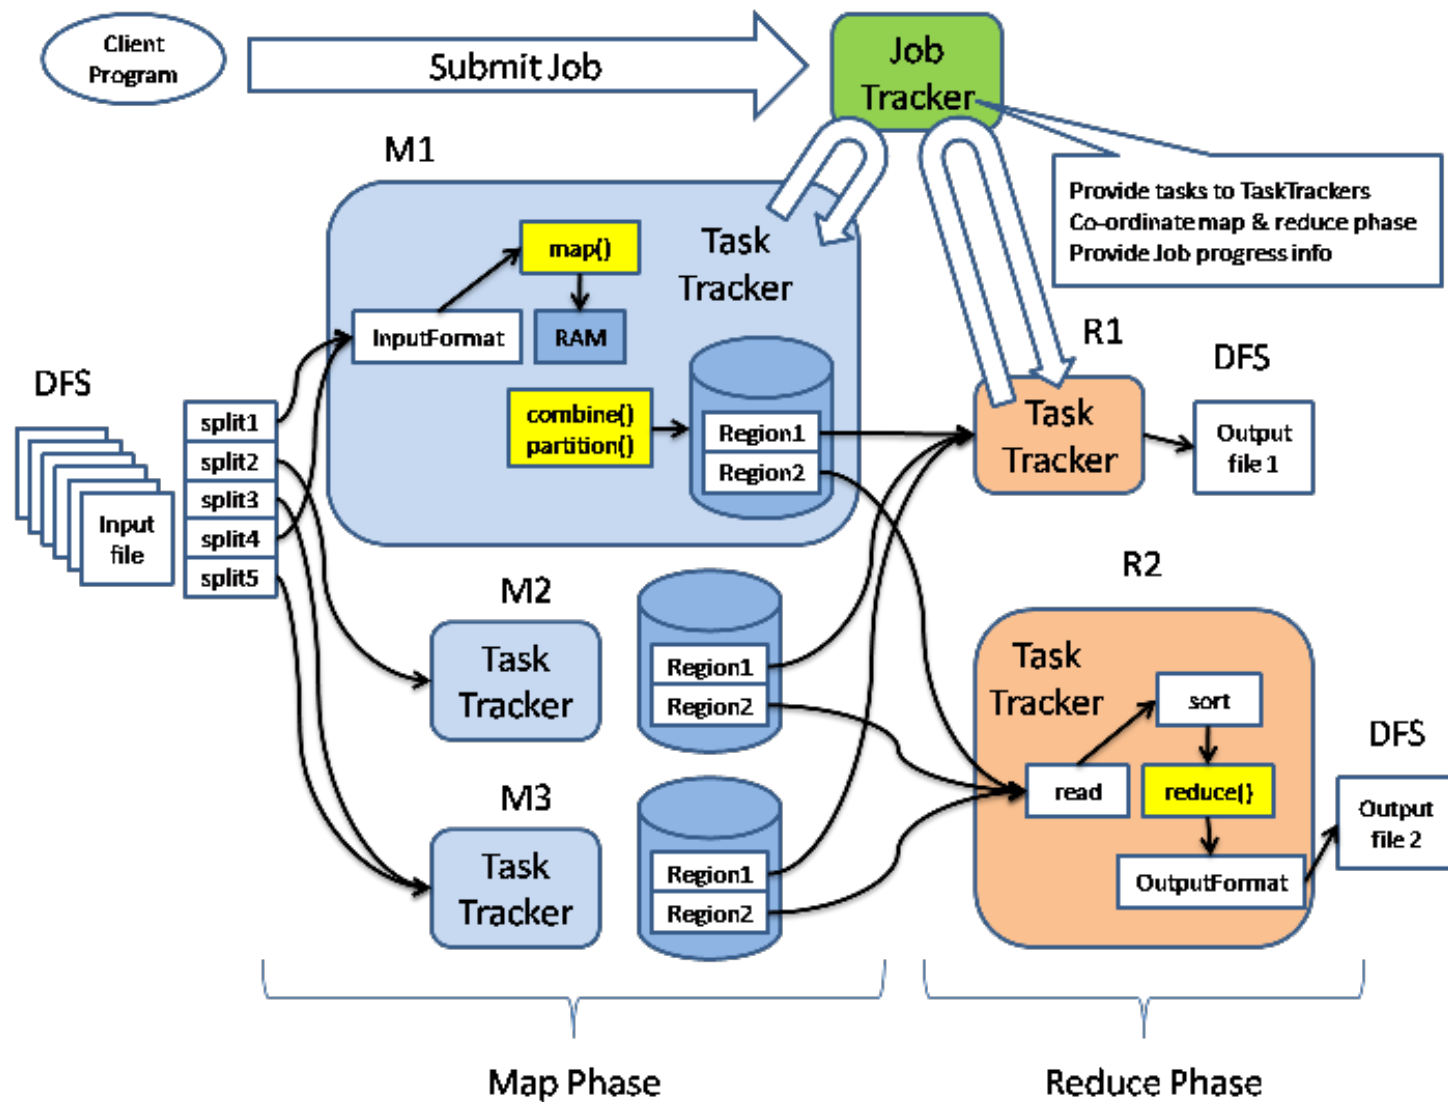 Client
Program
Submit Job
Job
Tracker
Provide tasks to TaskTrackers
Co-ordinate map & reduce phase
Provide Job progress info
M1
Task
Tracker
map()
InputFormat
RAM
combine()
partition()
Region1
Region2
DFS
Input
file
split1
split2
split3
split4
split5
M2
Task
Tracker
Region1
Region2
M3
Task
Tracker
Region1
Region2
R1
Task
Tracker
DFS
Output
file 1
R2
Task
Tracker
sort
read
reduce()
OutputFormat
DFS
Output
file 2
Map Phase
Reduce Phase